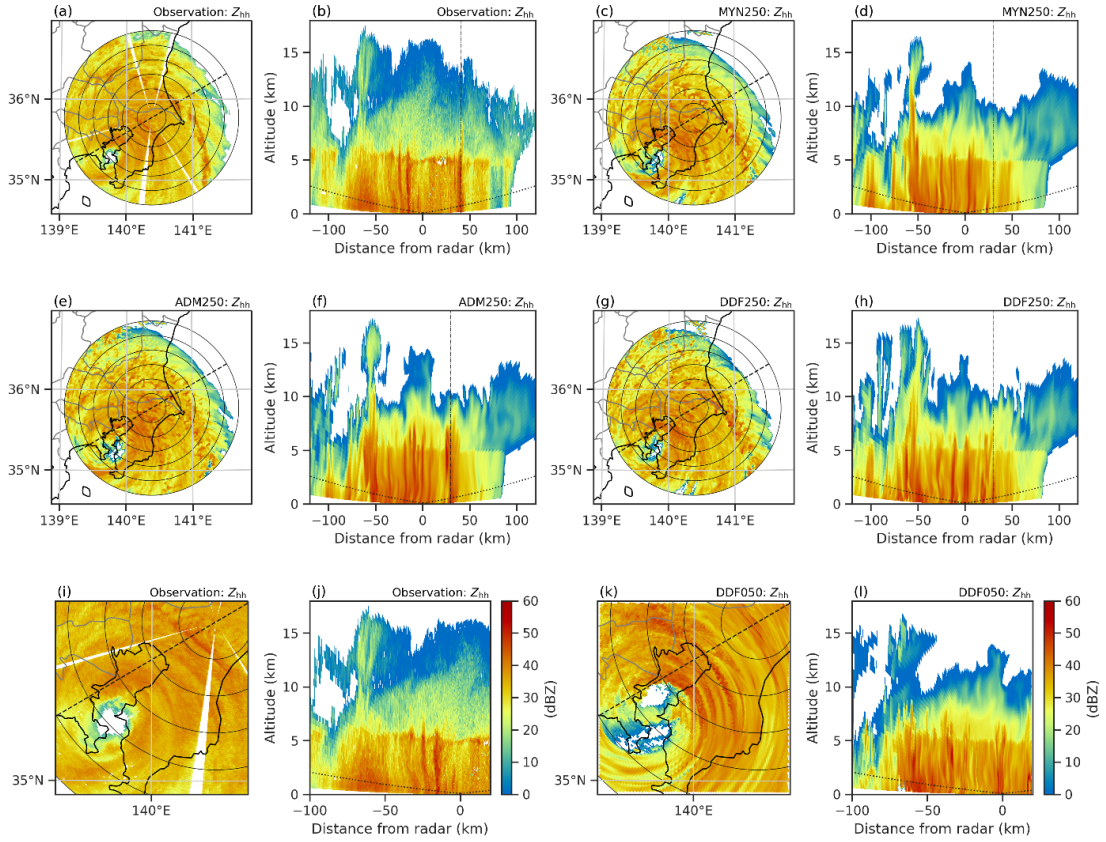 (a) Observation: Zhh
36°N
35°N
139°E 140°E 141°E
(b) Observation: Zhh
Altitude (km)
15
10
5
0
−100 −50 0 50 100
Distance from radar (km)
(c) MYN250: Zhh
36°N
35°N
139°E 140°E 141°E
(d) MYN250: Zhh
Altitude (km)
15
10
5
0
−100 −50 0 50 100
Distance from radar (km)
(e) ADM250: Zhh
36°N
35°N
139°E 140°E 141°E
(f) ADM250: Zhh
Altitude (km)
15
10
5
0
−100 −50 0 50 100
Distance from radar (km)
(g) DDF250: Zhh
36°N
35°N
139°E 140°E 141°E
(h) DDF250: Zhh
Altitude (km)
15
10
5
0
−100 −50 0 50 100
Distance from radar (km)
(i) Observation: Zhh
35°N
140°E
(j) Observation: Zhh
Altitude (km)
15
10
5
0
−100 −50 0
Distance from radar (km)
60
50
40
30
20
10
0
(dBZ)
(k) DDF050: Zhh
35°N
140°E
(l) DDF050: Zhh
Altitude (km)
15
10
5
0
−100 −50 0
Distance from radar (km)
60
50
40
30
20
10
0
(dBZ)